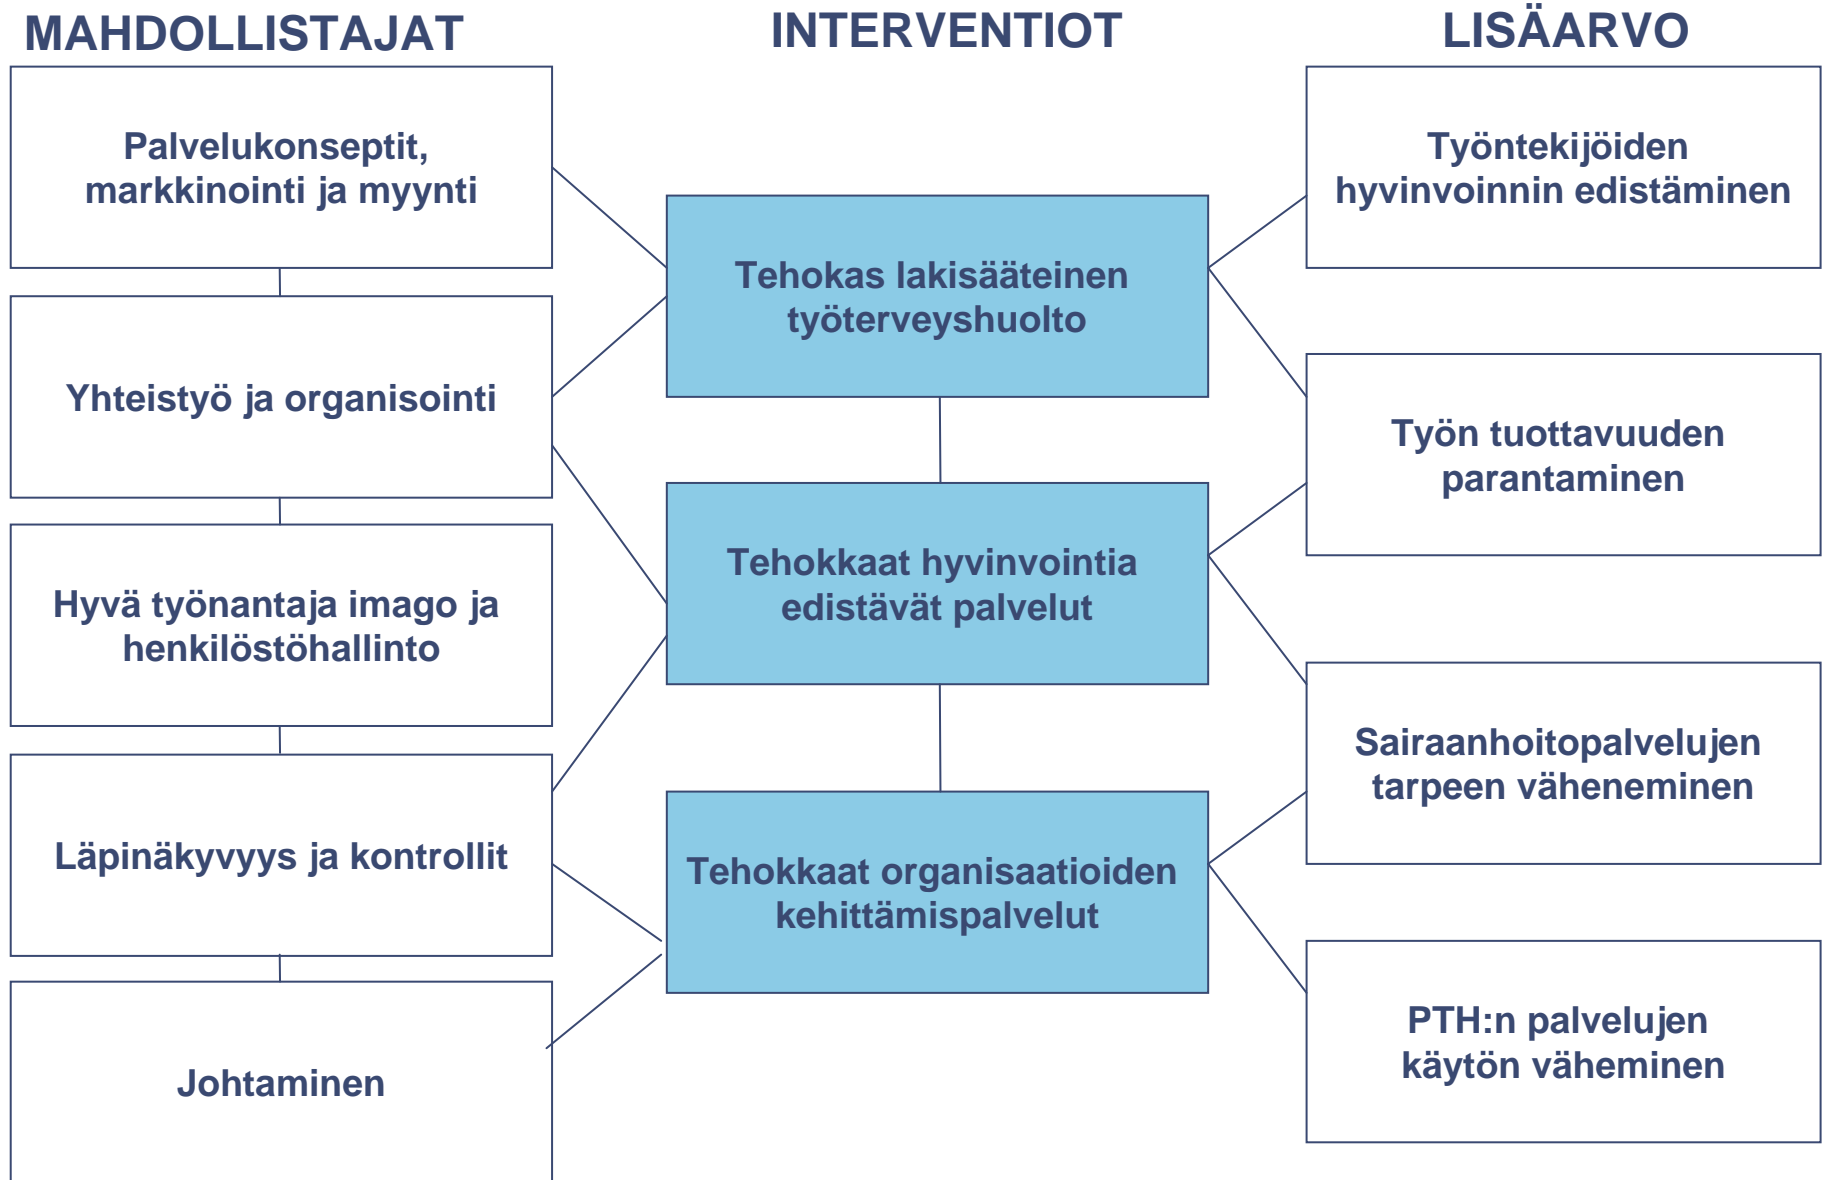 MAHDOLLISTAJAT
Palvelukonseptit,
markkinointi ja myynti
Yhteistyö ja organisointi
Hyvä työnantaja imago ja
henkilöstöhallinto
Läpinäkyvyys ja kontrollit
Johtaminen
INTERVENTIOT
Tehokas lakisääteinen
työterveyshuolto
Tehokkaat hyvinvointia
edistävät palvelut
Tehokkaat organisaatioiden
kehittämispalvelut
LISÄARVO
Työntekijöiden
hyvinvoinnin edistäminen
Työn tuottavuuden
parantaminen
Sairaanhoitopalvelujen
tarpeen väheneminen
PTH:n palvelujen
käytön väheminen